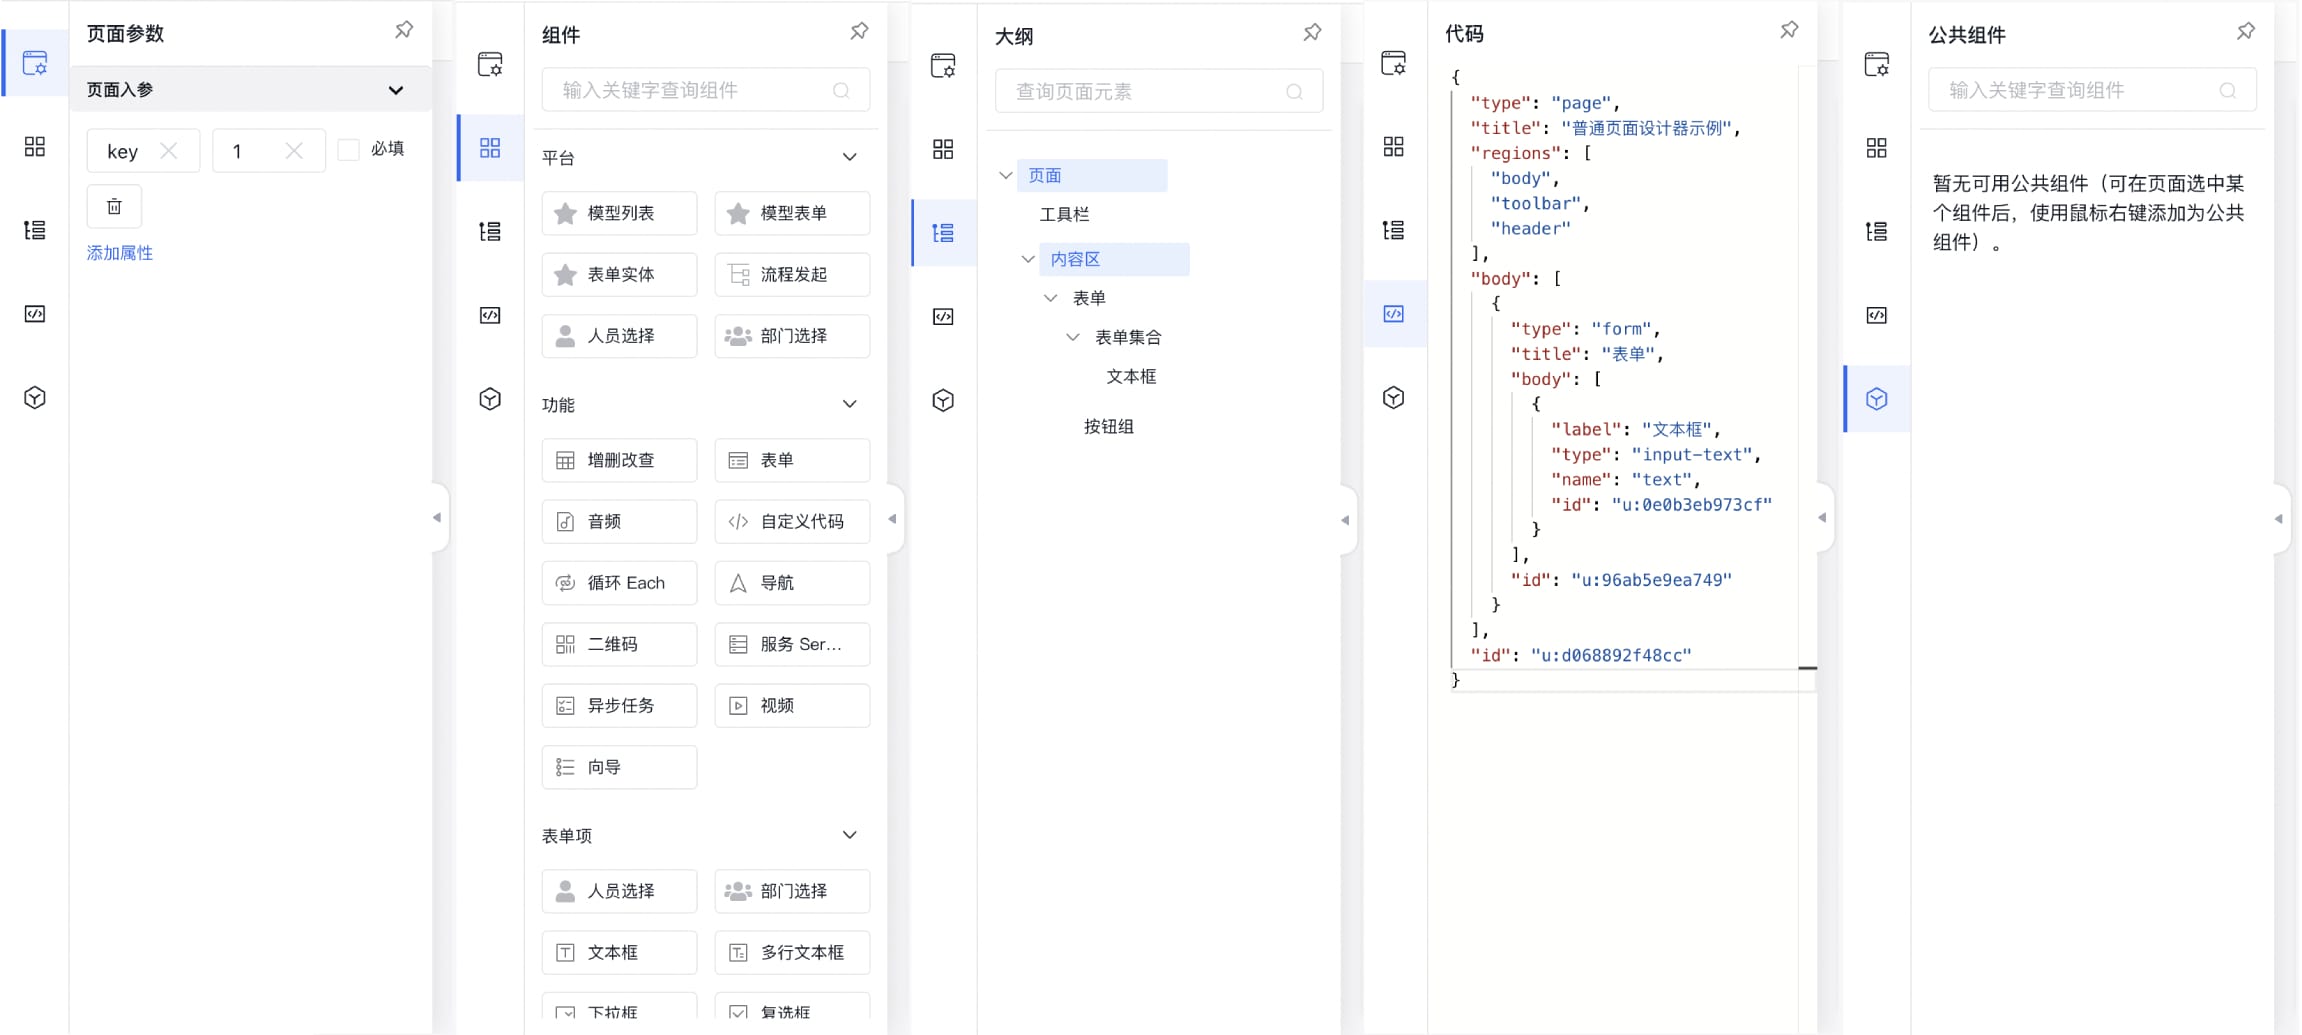 页面参数
页面入参
key
1
必填
添加属性
组件
输入关键字查询组件
平台
模型列表
模型表单
表单实体
流程发起
人员选择
部门选择
功能
增删改查
表单
音频
自定义代码
循环 Each
导航
二维码
服务 Ser...
异步任务
视频
向导
表单项
人员选择
部门选择
文本框
多行文本框
下拉框
复选框
大纲
查询页面元素
页面
工具栏
内容区
表单
表单集合
文本框
按钮组
代码
{
"type": "page",
"title": "普通页面设计器示例",
"regions": [
"body",
"toolbar",
"header"
],
"body": [
{
"type": "form",
"title": "表单",
"body": [
{
"label": "文本框",
"type": "input-text",
"name": "text",
"id": "u:0e0b3eb973cf"
}
],
"id": "u:96ab5e9ea749"
}
],
"id": "u:d068892f48cc"
}
公共组件
输入关键字查询组件
暂无可用公共组件（可在页面选中某
个组件后，使用鼠标右键添加为公共
组件）。